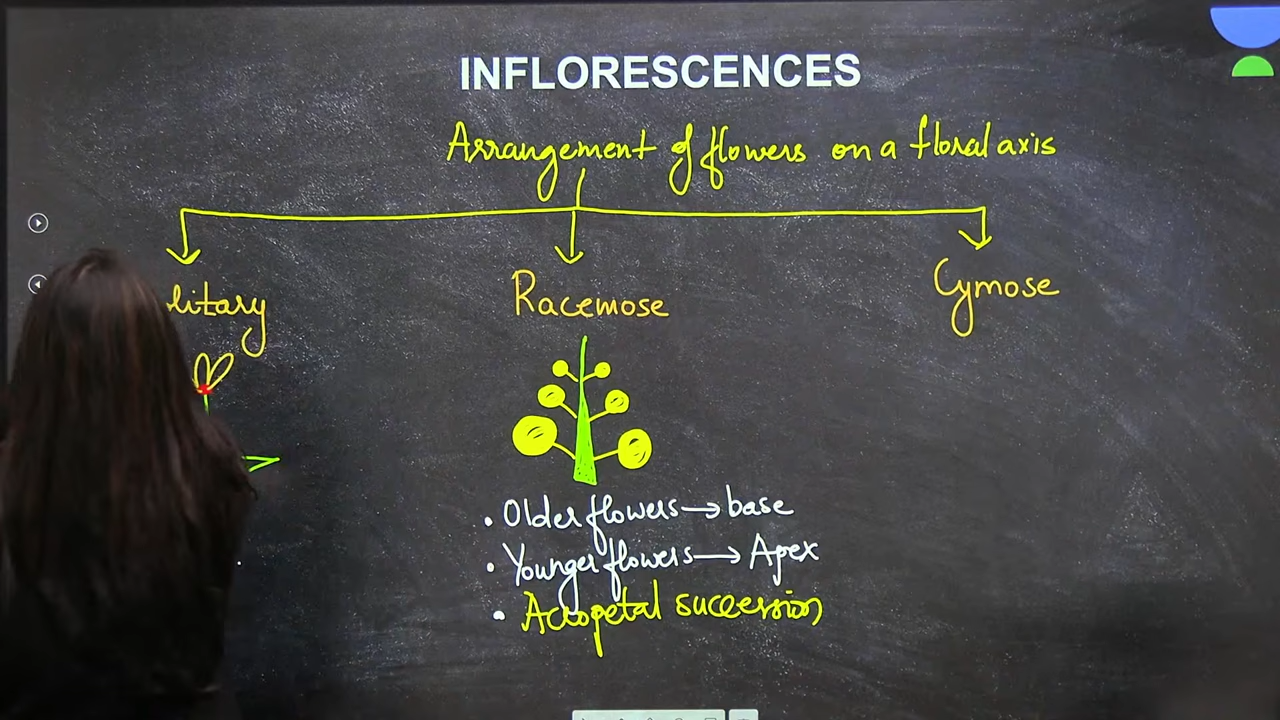 INFLORESCENCES
Arrangement of flowers on a floral axis
litary
Racemose
Cymose
• Older flowers → base
• Younger flowers → Apex
• Acropetal succession